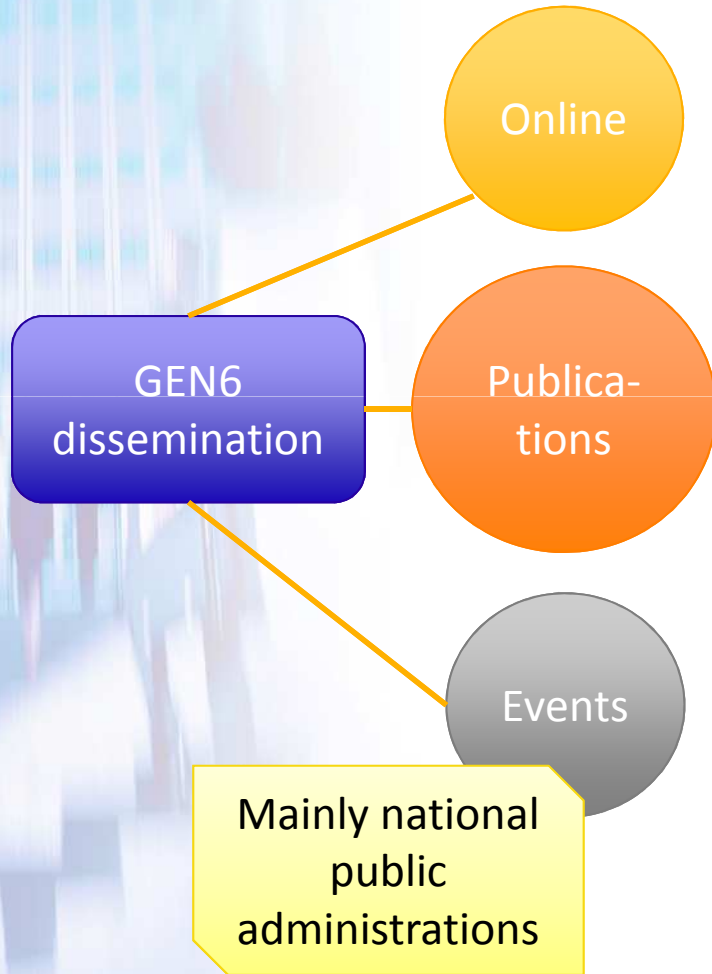 Online
GEN6
dissemination
Publica-
tions
Events
Mainly national
public
administrations